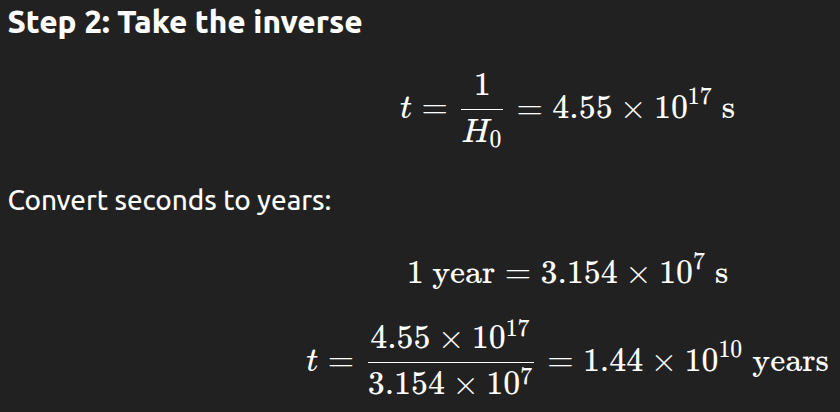 Step 2: Take the inverse
t = 1/H₀ = 4.55 × 10¹⁷ s
Convert seconds to years:
1 year = 3.154 × 10⁷ s
t = 4.55 × 10¹⁷ / 3.154 × 10⁷ = 1.44 × 10¹⁰ years